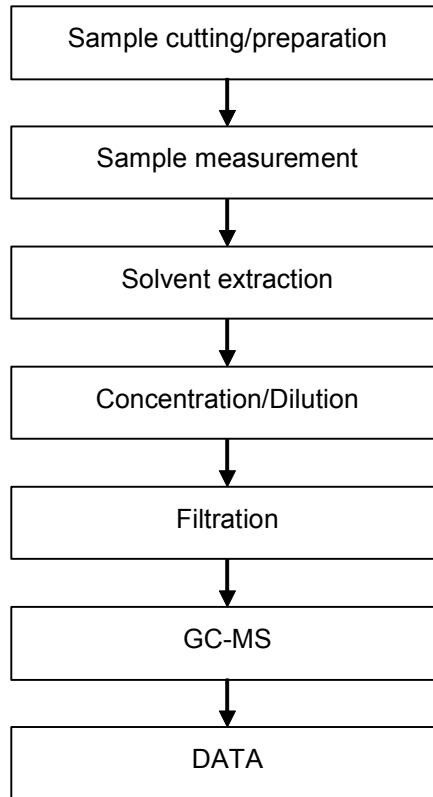 Sample cutting/preparation
Sample measurement
Solvent extraction
Concentration/Dilution
Filtration
GC-MS
DATA